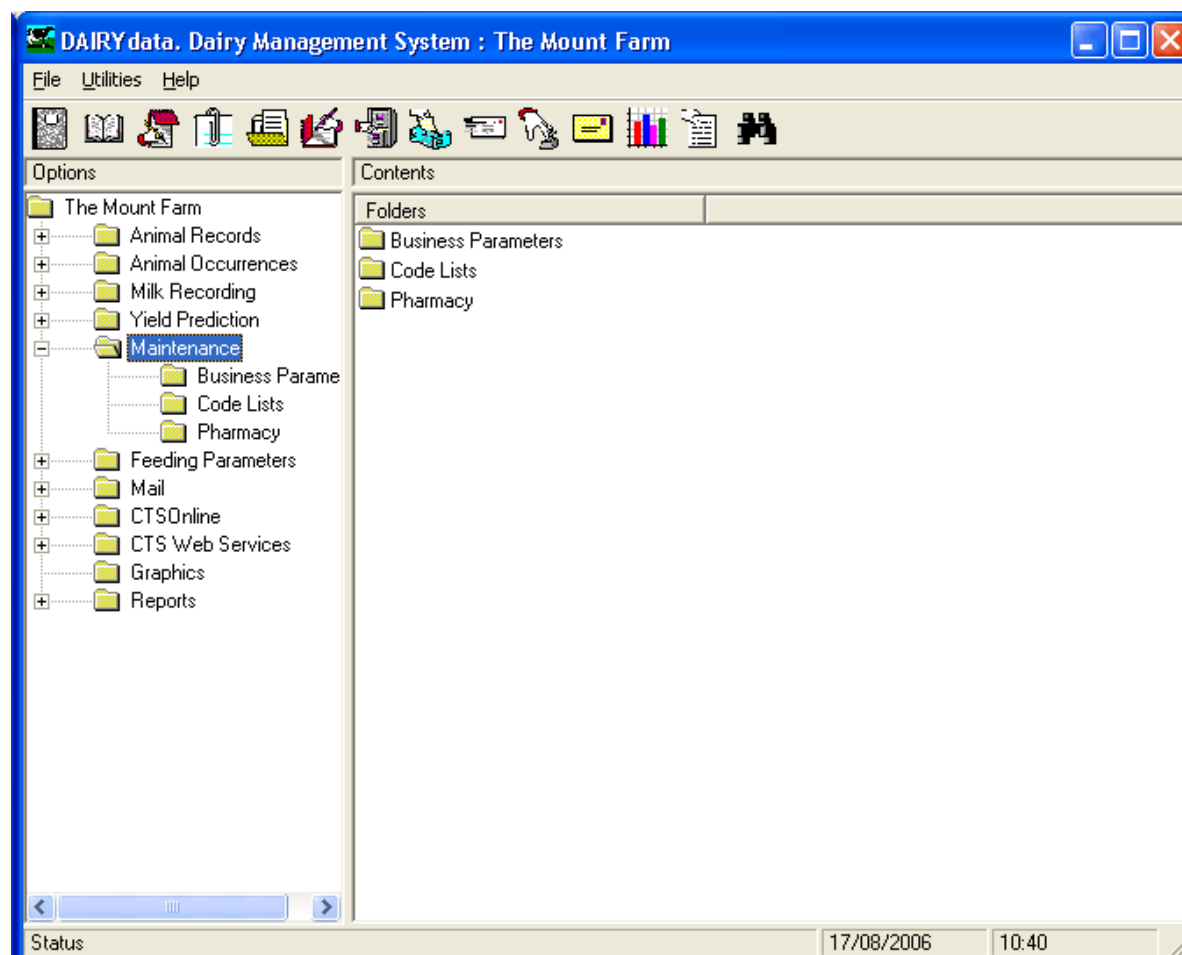 DAIRYdata. Dairy Management System : The Mount Farm
File Utilities Help
Options
Contents
The Mount Farm
Animal Records
Animal Occurrences
Milk Recording
Yield Prediction
Maintenance
Business Parame
Code Lists
Pharmacy
Feeding Parameters
Mail
CTSOnline
CTS Web Services
Graphics
Reports
Folders
Business Parameters
Code Lists
Pharmacy
Status 17/08/2006 10:40